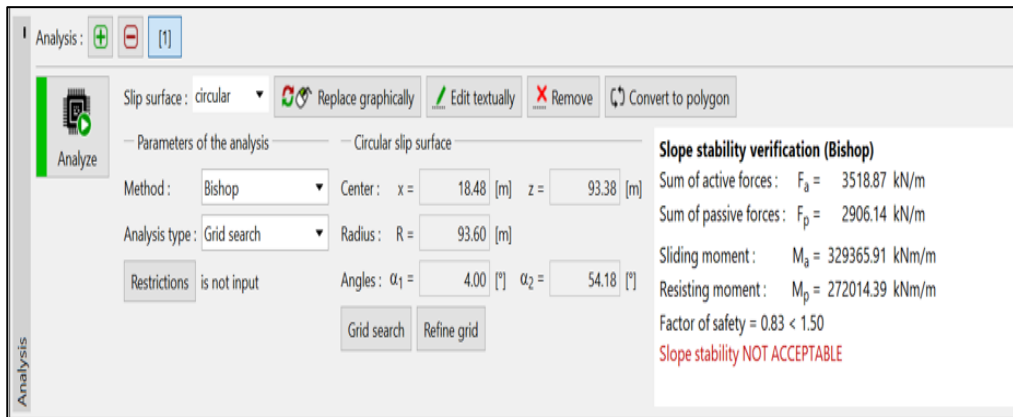 Analysis : [1]
Analyze
Slip surface : circular Replace graphically Edit textually Remove Convert to polygon
Parameters of the analysis
Method : Bishop
Analysis type : Grid search
Restrictions is not input
Circular slip surface
Center : x = 18.48 [m] z = 93.38 [m]
Radius : R = 93.60 [m]
Angles : α1 = 4.00 [°] α2 = 54.18 [°]
Grid search Refine grid
Slope stability verification (Bishop)
Sum of active forces : Fa = 3518.87 kN/m
Sum of passive forces : Fp = 2906.14 kN/m
Sliding moment : Ma = 329365.91 kNm/m
Resisting moment : Mp = 272014.39 kNm/m
Factor of safety = 0.83 < 1.50
Slope stability NOT ACCEPTABLE
Analysis